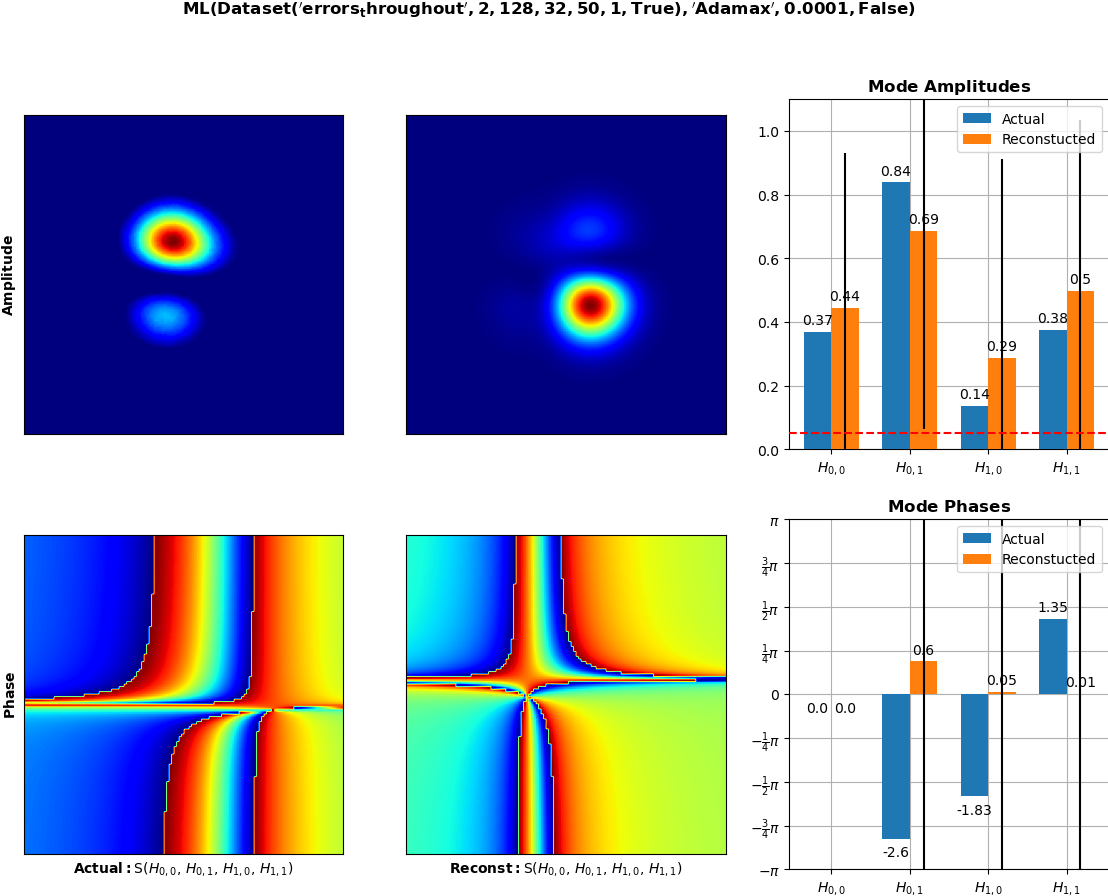 ML(Dataset('errors_throughout', 2, 128, 32, 50, 1, True), 'Adamax', 0.0001, False)
Mode Amplitudes
Amplitude
Actual
Reconstucted
1.0
0.8
0.6
0.4
0.2
0.0
0.37
0.44
0.84
0.69
0.14
0.29
0.38
0.5
H0,0
H0,1
H1,0
H1,1
Phase
Actual: S(H0,0, H0,1, H1,0, H1,1)
Reconst: S(H0,0, H0,1, H1,0, H1,1)
Mode Phases
Actual
Reconstucted
π
3/4π
1/2π
1/4π
0
−1/4π
−1/2π
−3/4π
−π
0.0
0.0
-2.6
0.6
-1.83
0.05
1.35
0.01
H0,0
H0,1
H1,0
H1,1